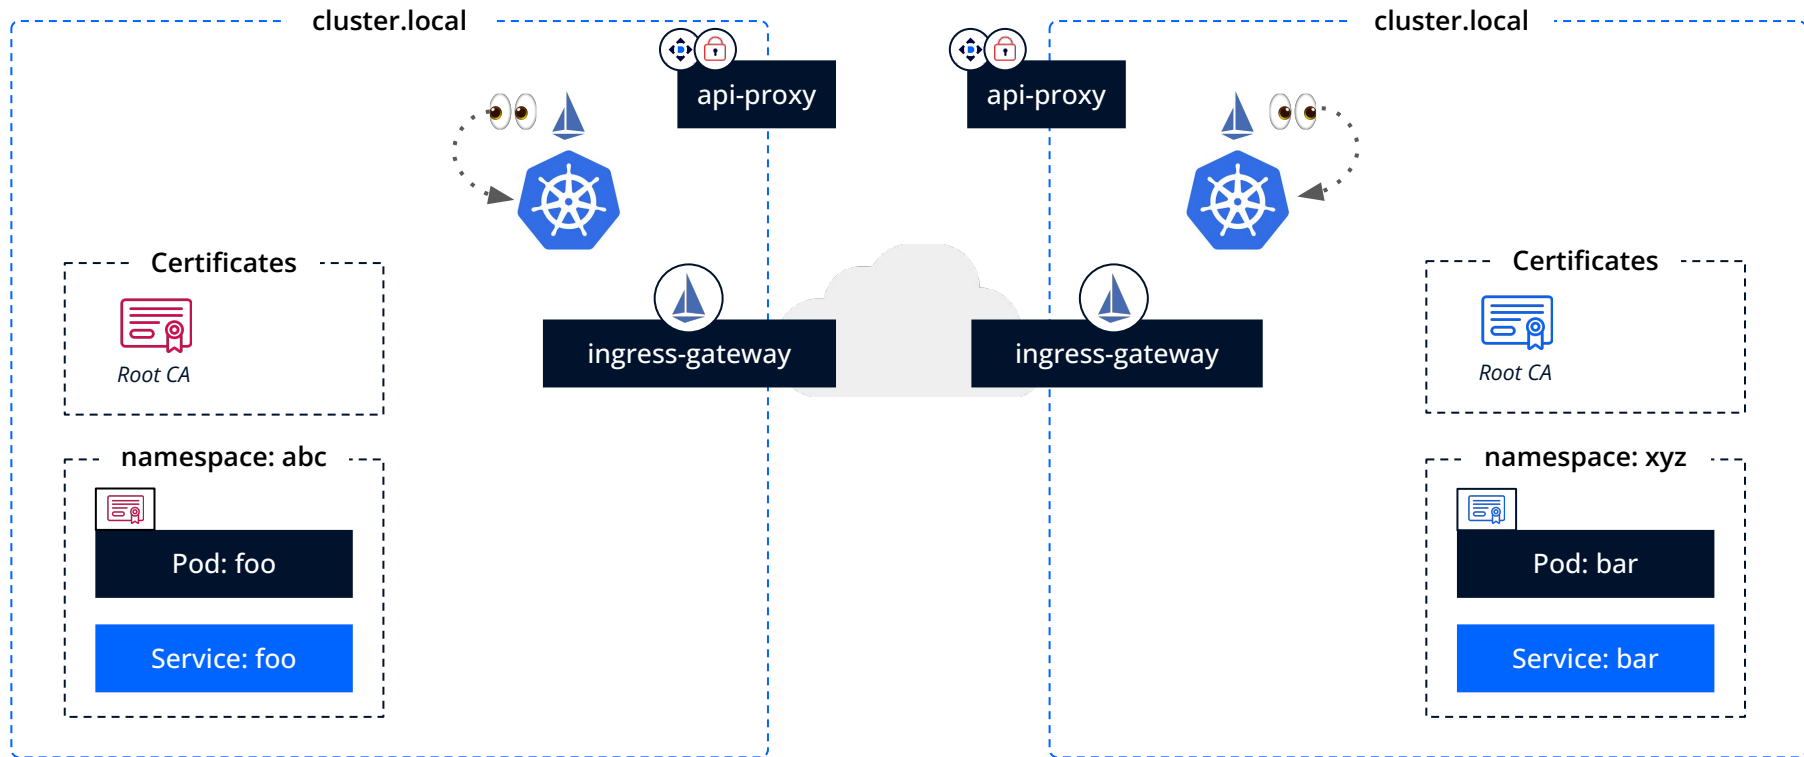 cluster.local
api-proxy
Certificates
Root CA
ingress-gateway
namespace: abc
Pod: foo
Service: foo
cluster.local
api-proxy
Certificates
Root CA
ingress-gateway
namespace: xyz
Pod: bar
Service: bar